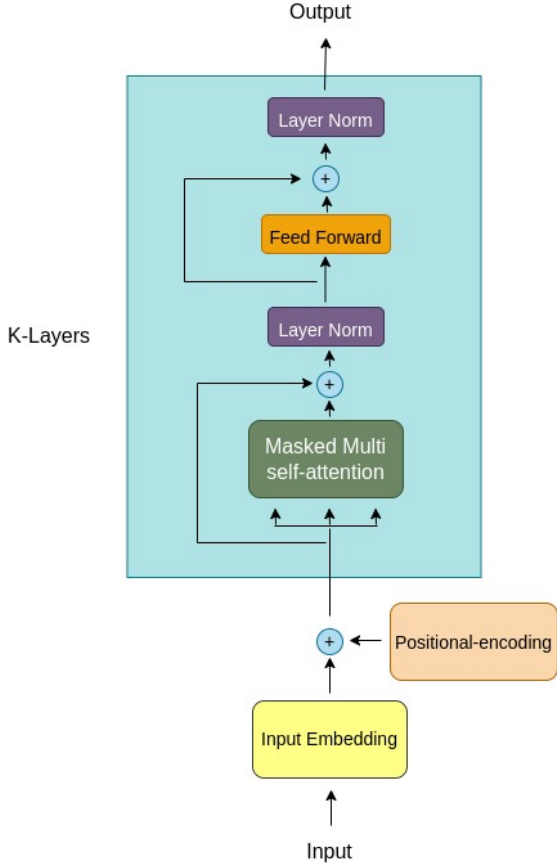 Output
Layer Norm
+
Feed Forward
Layer Norm
K-Layers
+
Masked Multi
self-attention
+
Positional-encoding
Input Embedding
Input